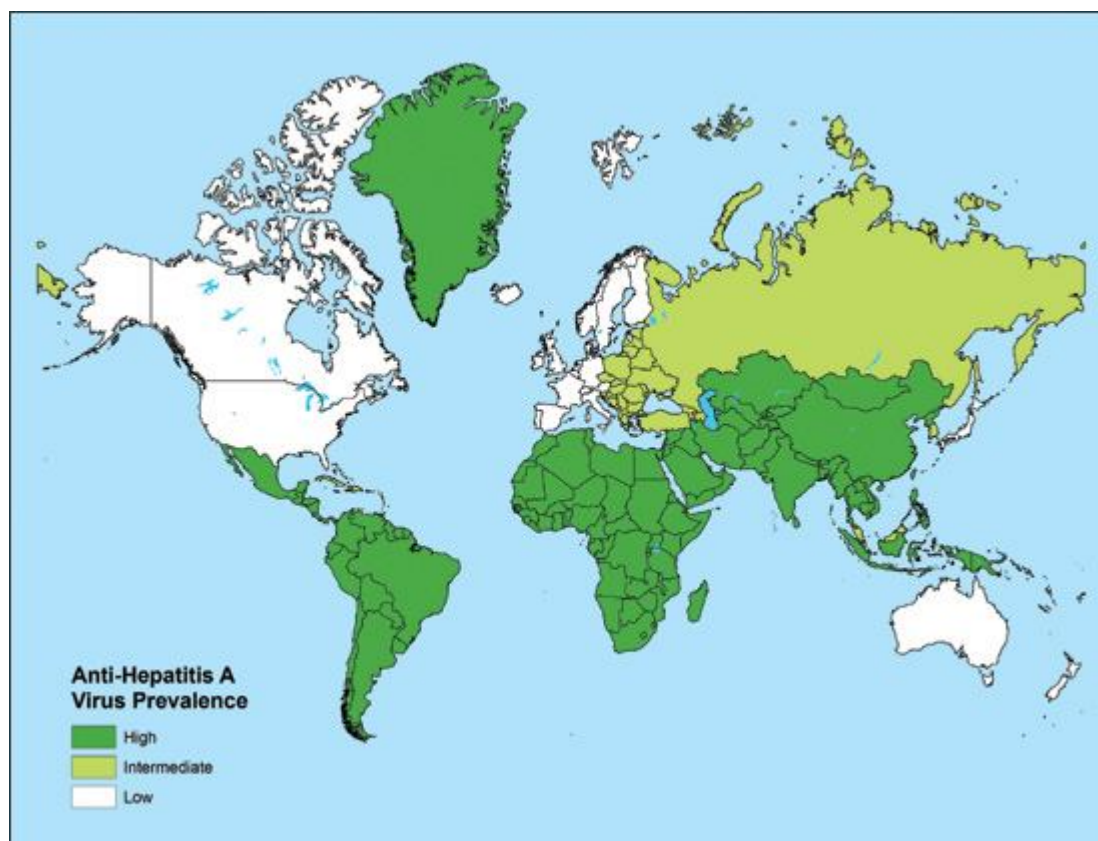 Anti-Hepatitis A
Virus Prevalence
High
Intermediate
Low